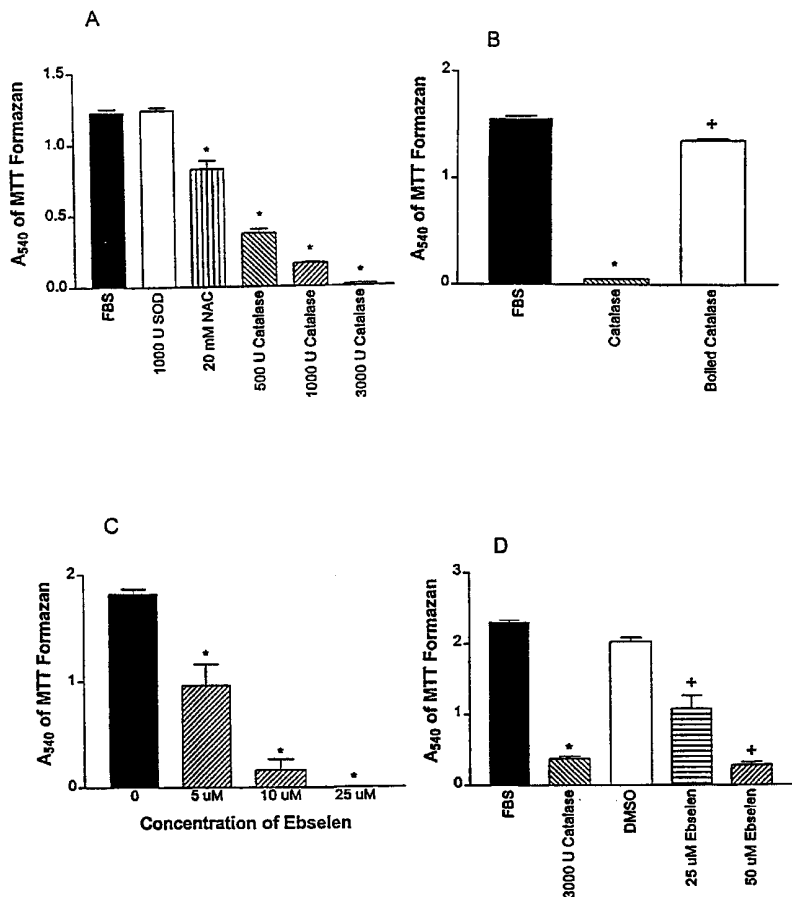 A
A540 of MTT Formazan
1.5
1.0
0.5
0.0
*
*
*
*
FBS
1000 U SOD
20 mM NAC
500 U Catalase
1000 U Catalase
3000 U Catalase
B
A540 of MTT Formazan
2
1
0
*
+
FBS
Catalase
Boiled Catalase
C
A540 of MTT Formazan
2
1
0
*
*
*
0
5 uM
10 uM
25 uM
Concentration of Ebselen
D
A540 of MTT Formazan
3
2
1
0
*
+
+
FBS
3000 U Catalase
DMSO
25 uM Ebselen
50 uM Ebselen